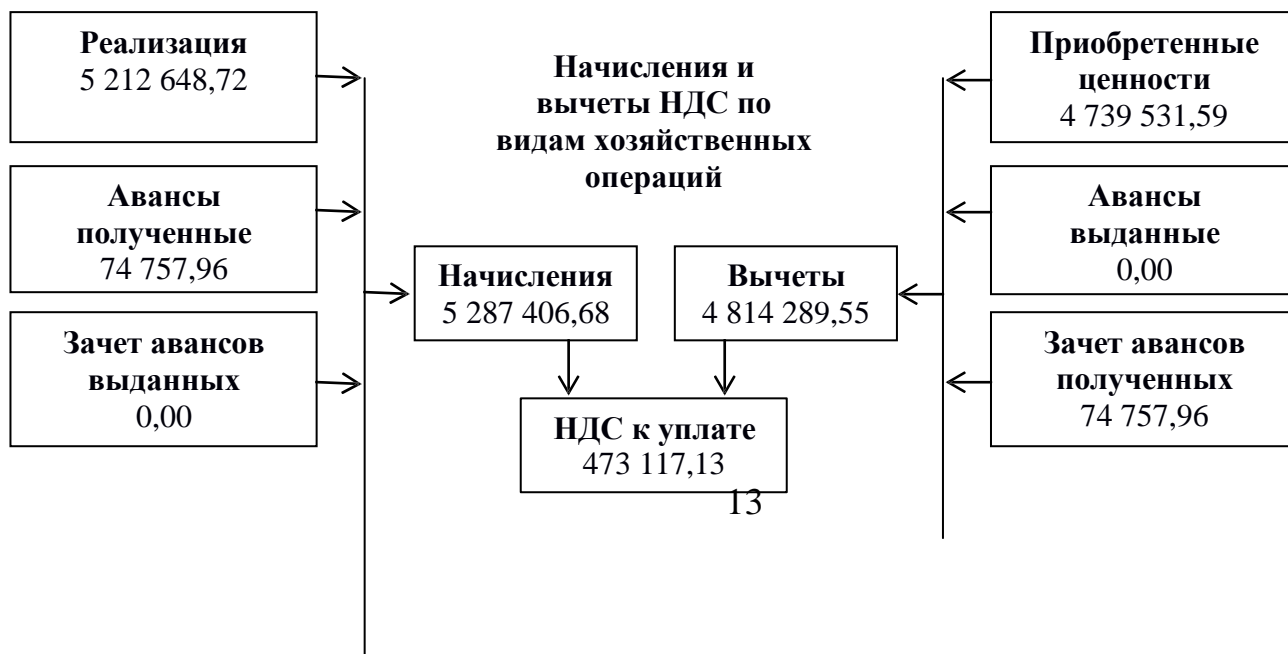 Реализация
5 212 648,72
Авансы
полученные
74 757,96
Зачет авансов
выданных
0,00
Начисления и
вычеты НДС по
видам хозяйственных
операций
Начисления
5 287 406,68
Вычеты
4 814 289,55
НДС к уплате
473 117,13
13
Приобретенные
ценности
4 739 531,59
Авансы
выданные
0,00
Зачет авансов
полученных
74 757,96